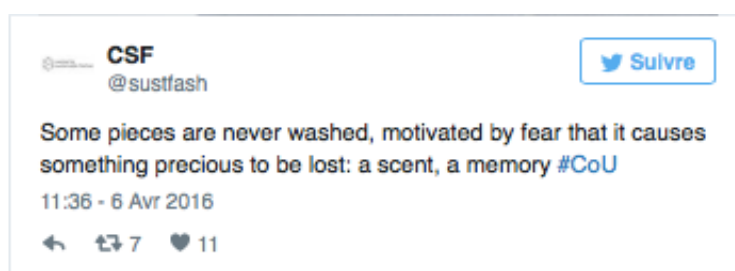 CSF
@sustfash
Suivre
Some pieces are never washed, motivated by fear that it causes
something precious to be lost: a scent, a memory #CoU
11:36 - 6 Avr 2016
7 11